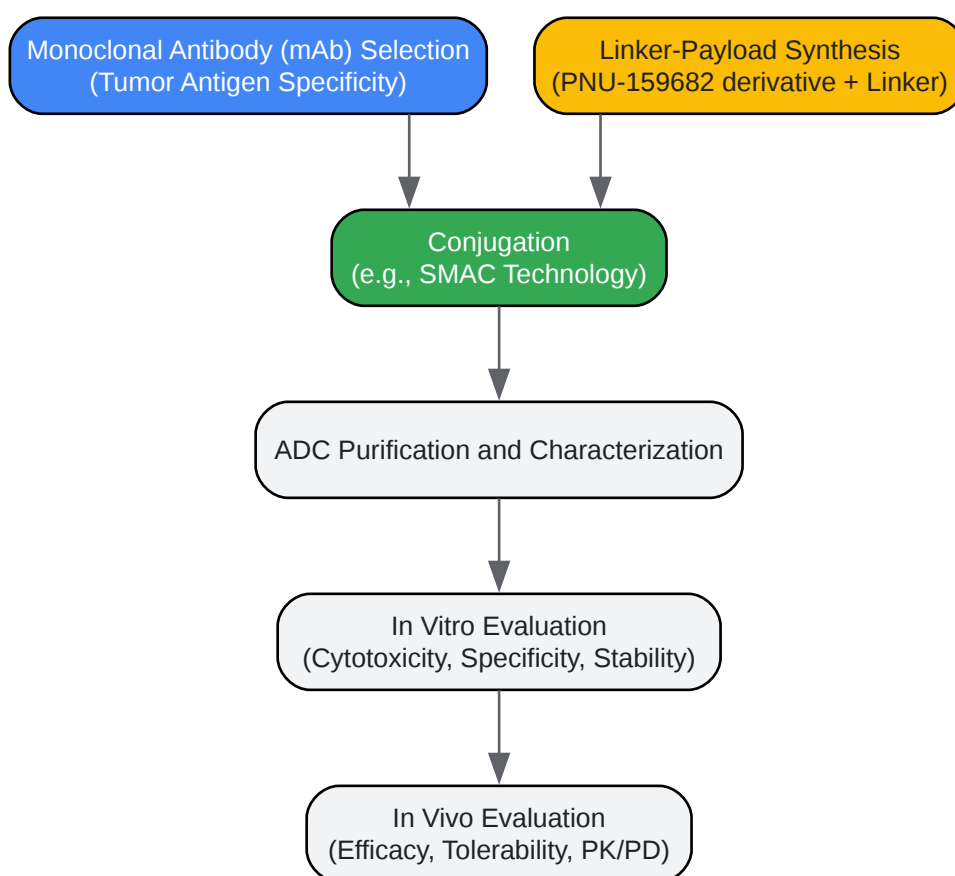 Monoclonal Antibody (mAb) Selection
(Tumor Antigen Specificity)
Linker-Payload Synthesis
(PNU-159682 derivative + Linker)
Conjugation
(e.g., SMAC Technology)
ADC Purification and Characterization
In Vitro Evaluation
(Cytotoxicity, Specificity, Stability)
In Vivo Evaluation
(Efficacy, Tolerability, PK/PD)